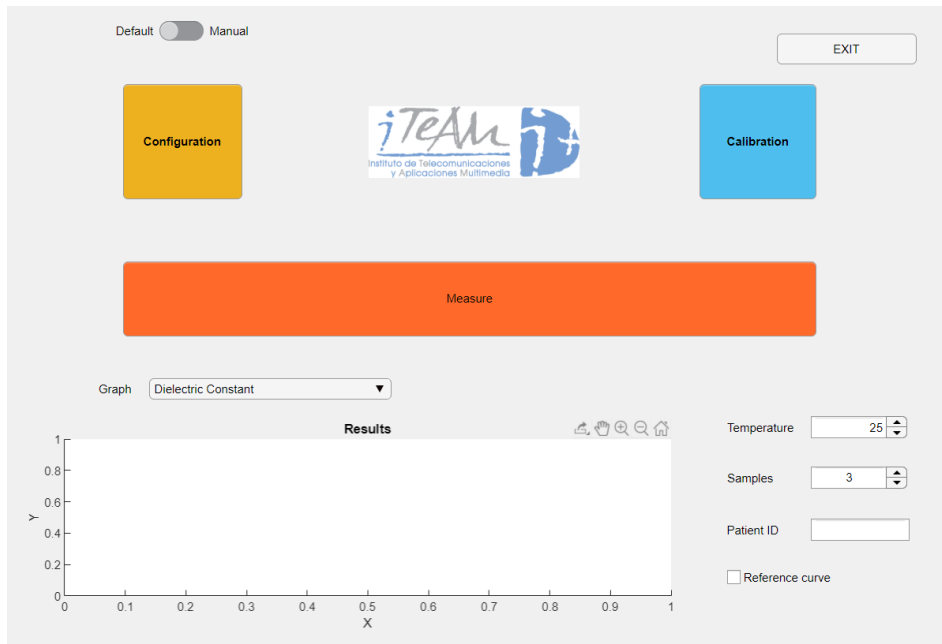 Default Manual
EXIT
Configuration
iTeAM
Instituto de Telecomunicaciones
y Aplicaciones Multimedia
Calibration
Measure
Graph Dielectric Constant
Results
Temperature 25
Samples 3
Patient ID
Reference curve
1
0.8
0.6
0.4
0.2
0
Y
0 0.1 0.2 0.3 0.4 0.5 0.6 0.7 0.8 0.9 1
X